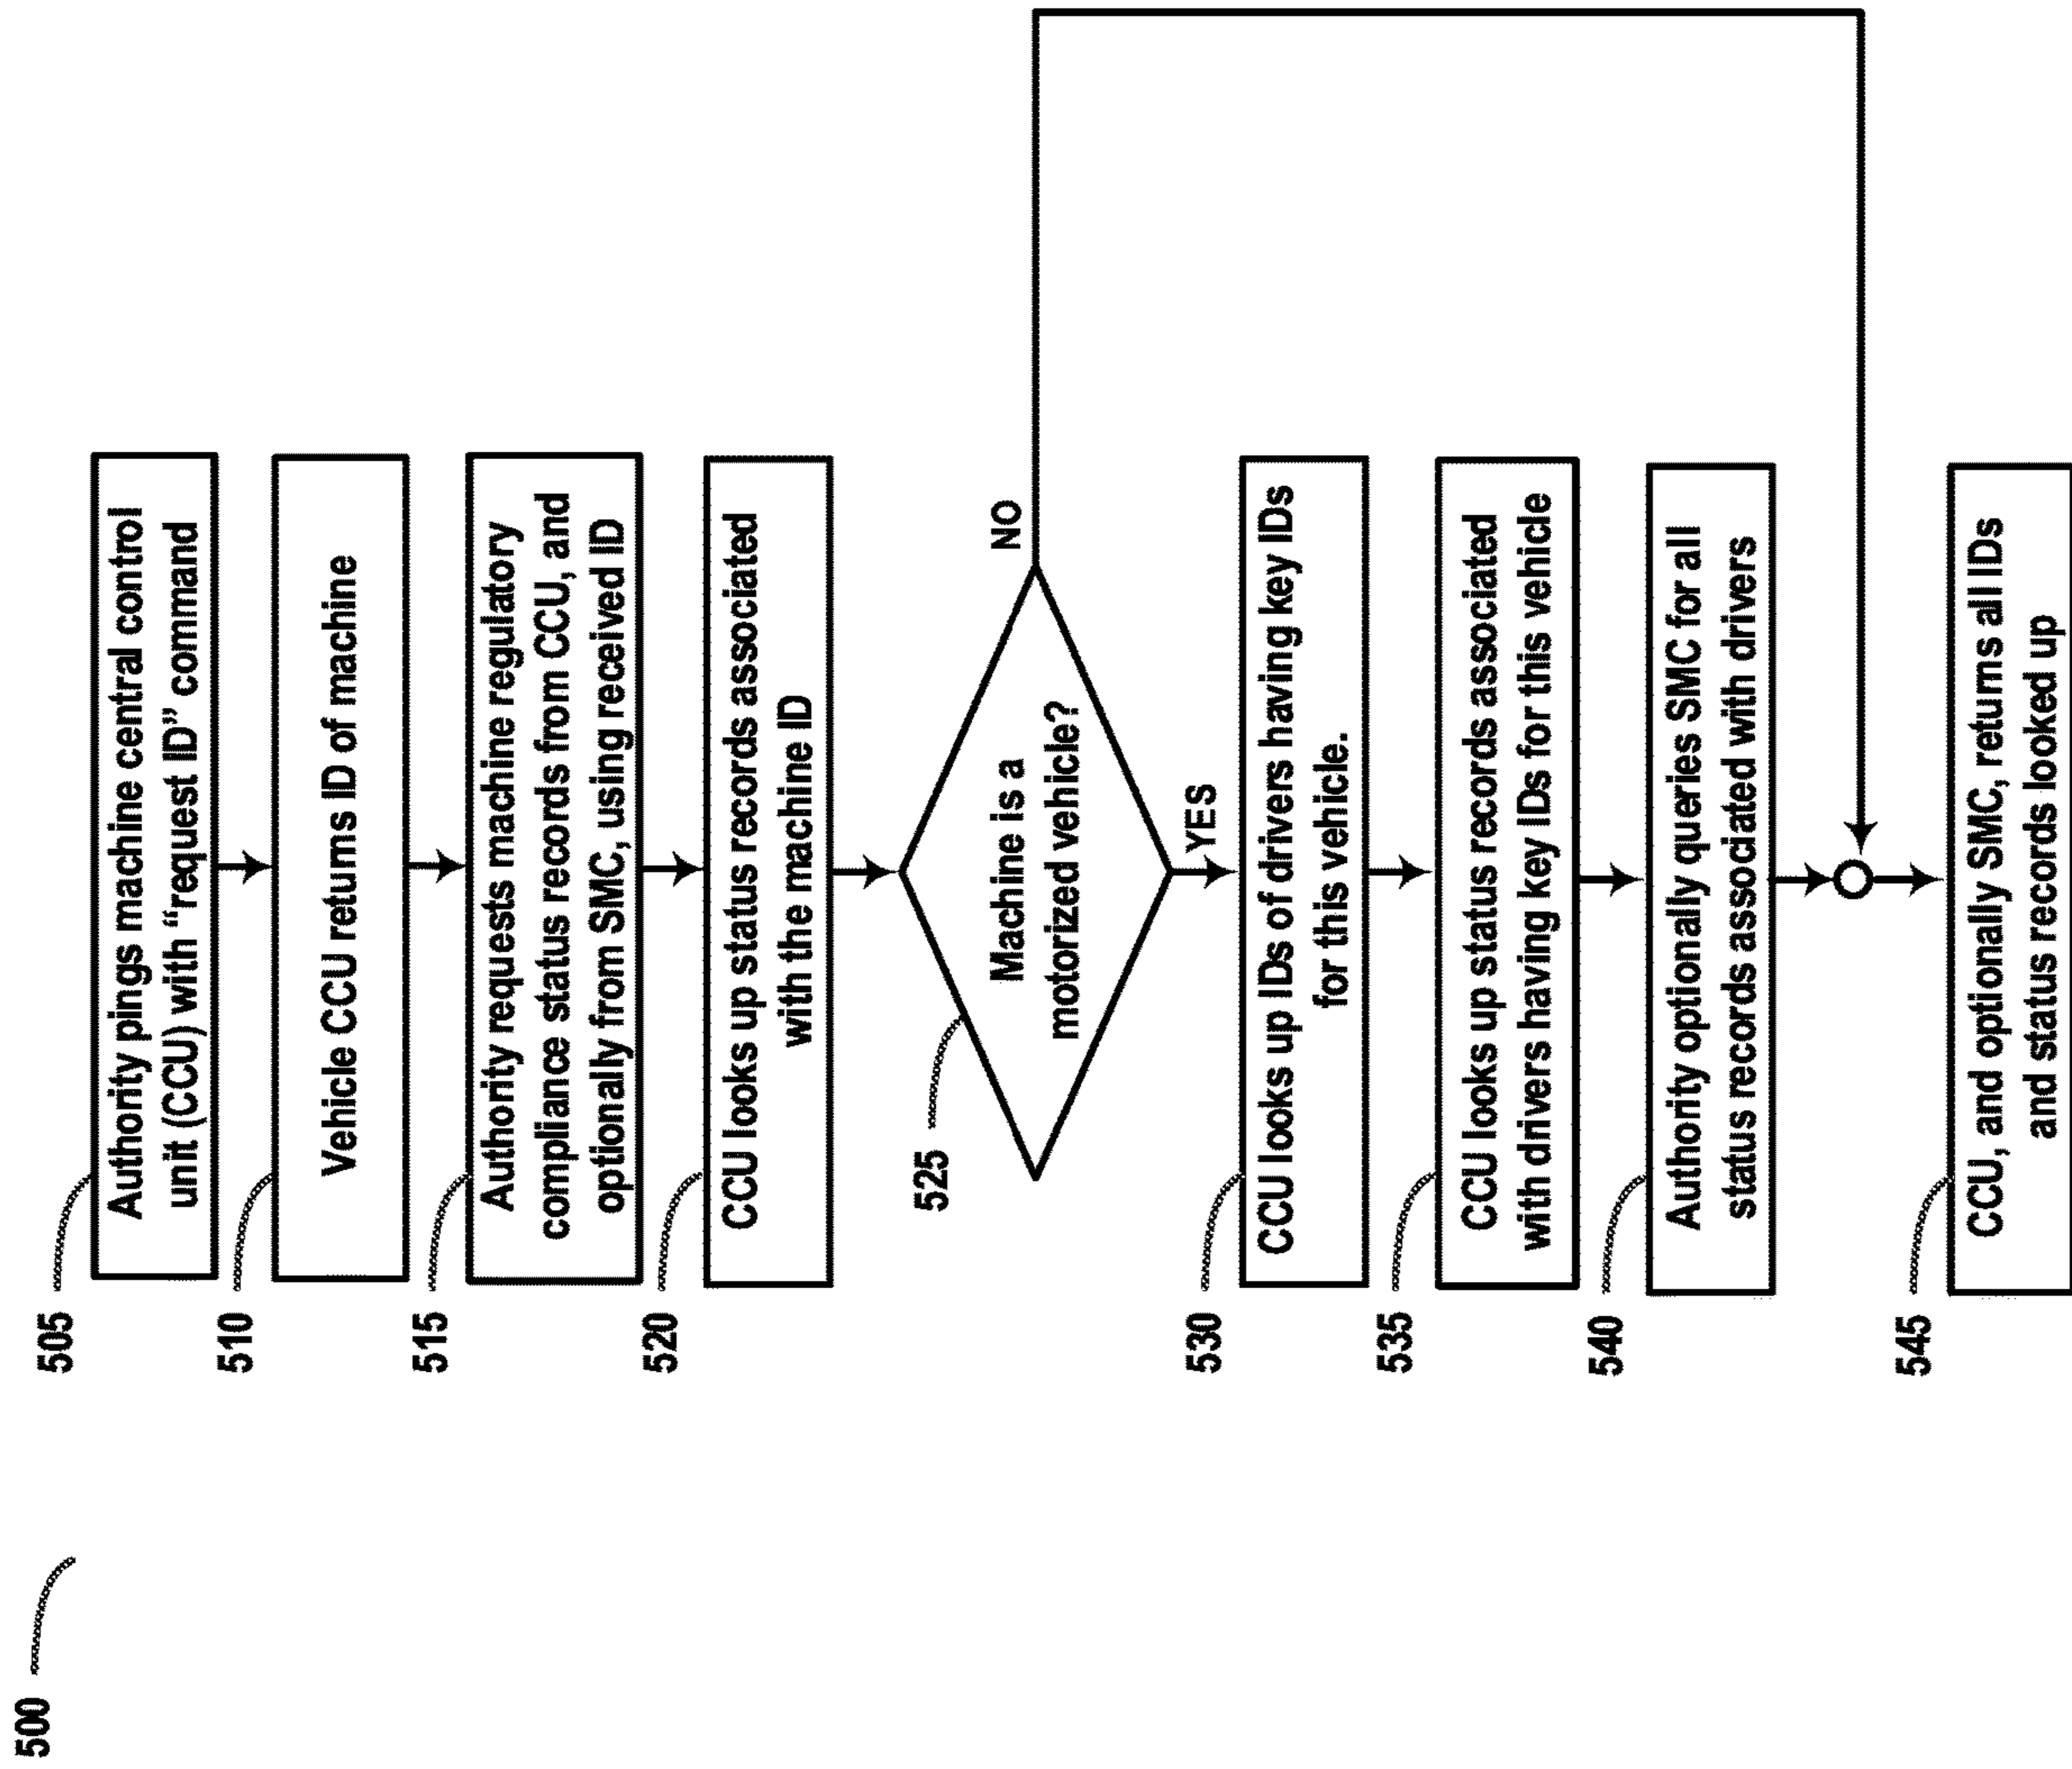 500
505
Authority pings machine central control
unit (CCU) with “request ID” command
510
Vehicle CCU returns ID of machine
515
Authority requests machine regulatory
compliance status records from CCU, and
optionally from SMC, using received ID
520
CCU looks up status records associated
with the machine ID
525
Machine is a
motorized vehicle?
NO
YES
530
CCU looks up IDs of drivers having key IDs
for this vehicle.
535
CCU looks up status records associated
with drivers having key IDs for this vehicle
540
Authority optionally queries SMC for all
status records associated with drivers
545
CCU, and optionally SMC, returns all IDs
and status records looked up